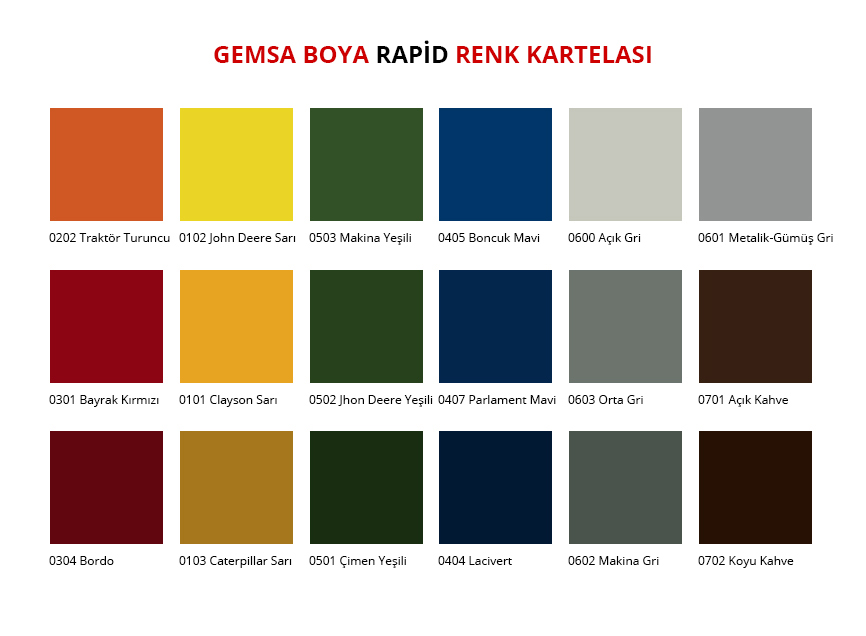 GEMSA BOYA RAPİD RENK KARTELASI
0202 Traktör Turuncu
0102 John Deere Sarı
0503 Makina Yeşili
0405 Boncuk Mavi
0600 Açık Gri
0601 Metalik-Gümüş Gri
0301 Bayrak Kırmızı
0101 Clayson Sarı
0502 Jhon Deere Yeşili
0407 Parlament Mavi
0603 Orta Gri
0701 Açık Kahve
0304 Bordo
0103 Caterpillar Sarı
0501 Çimen Yeşili
0404 Lacivert
0602 Makina Gri
0702 Koyu Kahve